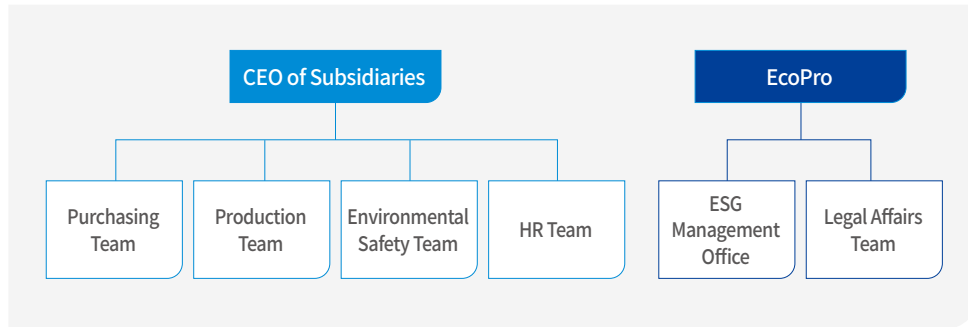 CEO of Subsidiaries
EcoPro
Purchasing
Team
Production
Team
Environmental
Safety Team
HR Team
ESG
Management
Office
Legal Affairs
Team